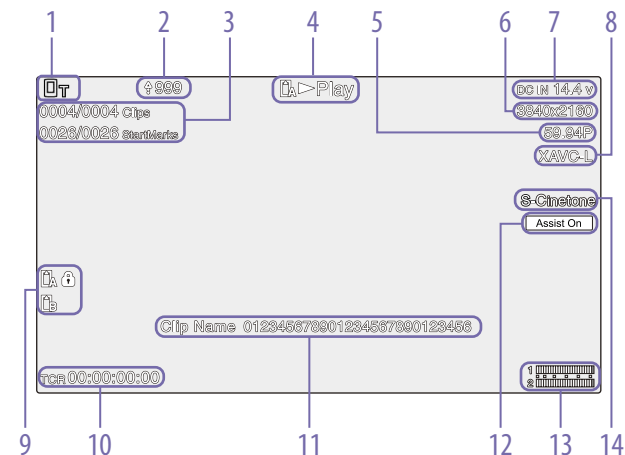 1 2 3 4 5 6 7 8
T 999 A Play DC IN 14.4 V
0004/0004 Clips 3840x2160
0026/0026 StartMarks 59.94P
XAVC-L
S-Cinetone
Assist On
A
B
Clip Name 01234567890123456789 0123456
TCR 00:00:00:00 1
2
9 10 11 12 13 14